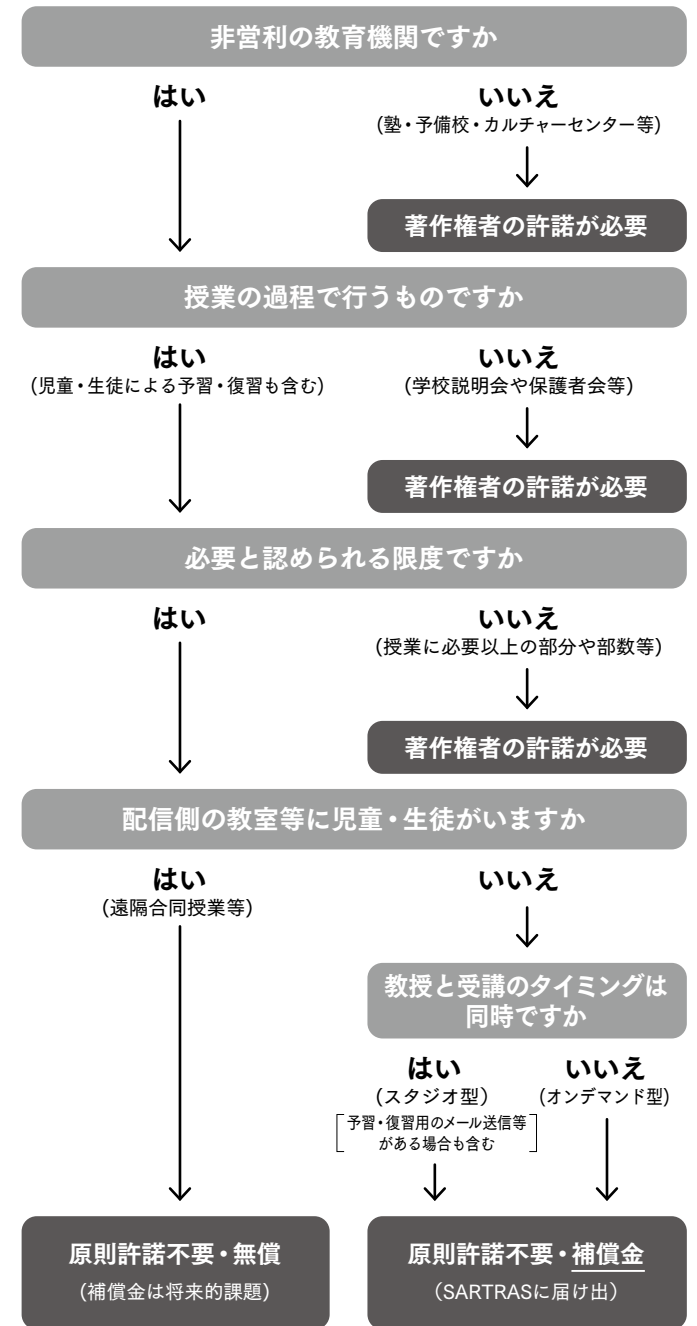 非営利の教育機関ですか
はい
いいえ
(塾・予備校・カルチャーセンター等)
著作権者の許諾が必要
授業の過程で行うものですか
はい
(児童・生徒による予習・復習も含む)
いいえ
(学校説明会や保護者会等)
著作権者の許諾が必要
必要と認められる限度ですか
はい
いいえ
(授業に必要以上の部分や部数等)
著作権者の許諾が必要
配信側の教室等に児童・生徒がいますか
はい
(遠隔合同授業等)
いいえ
教授と受講のタイミングは
同時ですか
はい
(スタジオ型)
予習・復習用のメール送信等
がある場合も含む
いいえ
(オンデマンド型)
原則許諾不要・無償
(補償金は将来的課題)
原則許諾不要・補償金
(SARTRASに届け出)